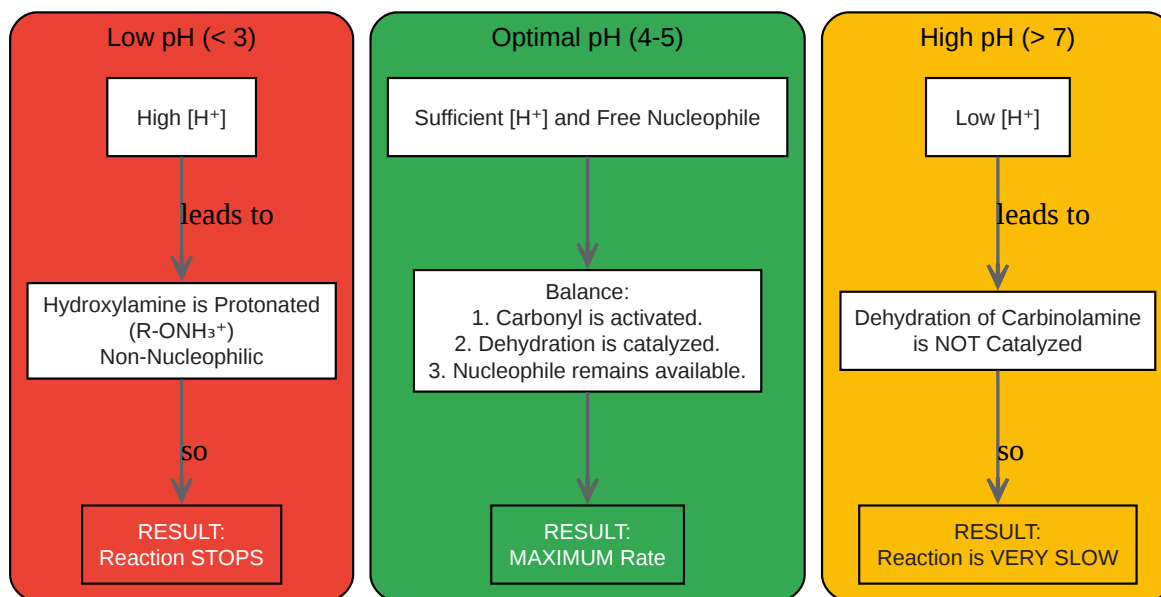 Low pH (< 3)
High [H⁺]
leads to
Hydroxylamine is Protonated
(R-ONH₃⁺)
Non-Nucleophilic
so
RESULT:
Reaction STOPS
Optimal pH (4-5)
Sufficient [H⁺] and Free Nucleophile
Balance:
1. Carbonyl is activated.
2. Dehydration is catalyzed.
3. Nucleophile remains available.
RESULT:
MAXIMUM Rate
High pH (> 7)
Low [H⁺]
leads to
Dehydration of Carbinolamine
is NOT Catalyzed
so
RESULT:
Reaction is VERY SLOW